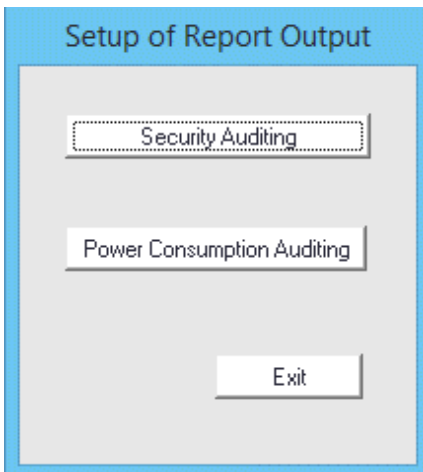 Setup of Report Output
Security Auditing
Power Consumption Auditing
Exit